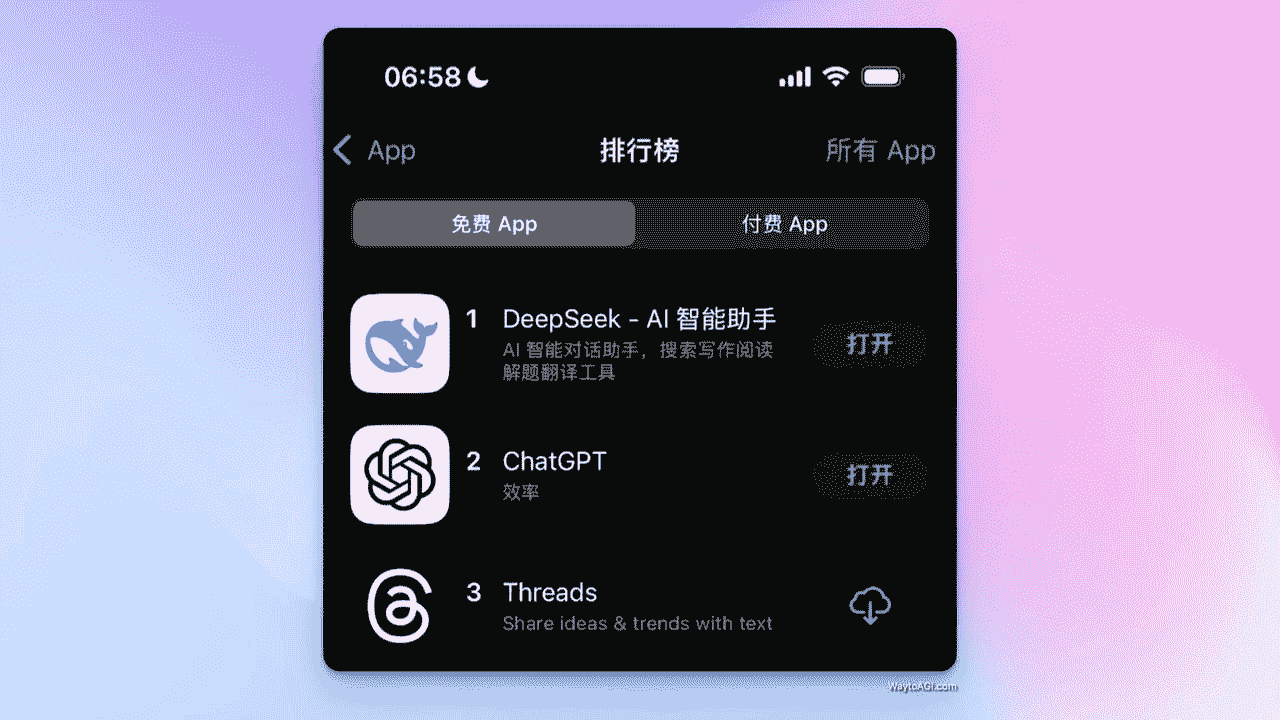 06:58
App
排行榜
所有 App
免费 App
付费 App
1
DeepSeek - AI 智能助手
AI 智能对话助手，搜索写作阅读
解题翻译工具
打开
2
ChatGPT
效率
打开
3
Threads
Share ideas & trends with text
WaytoAGI.com